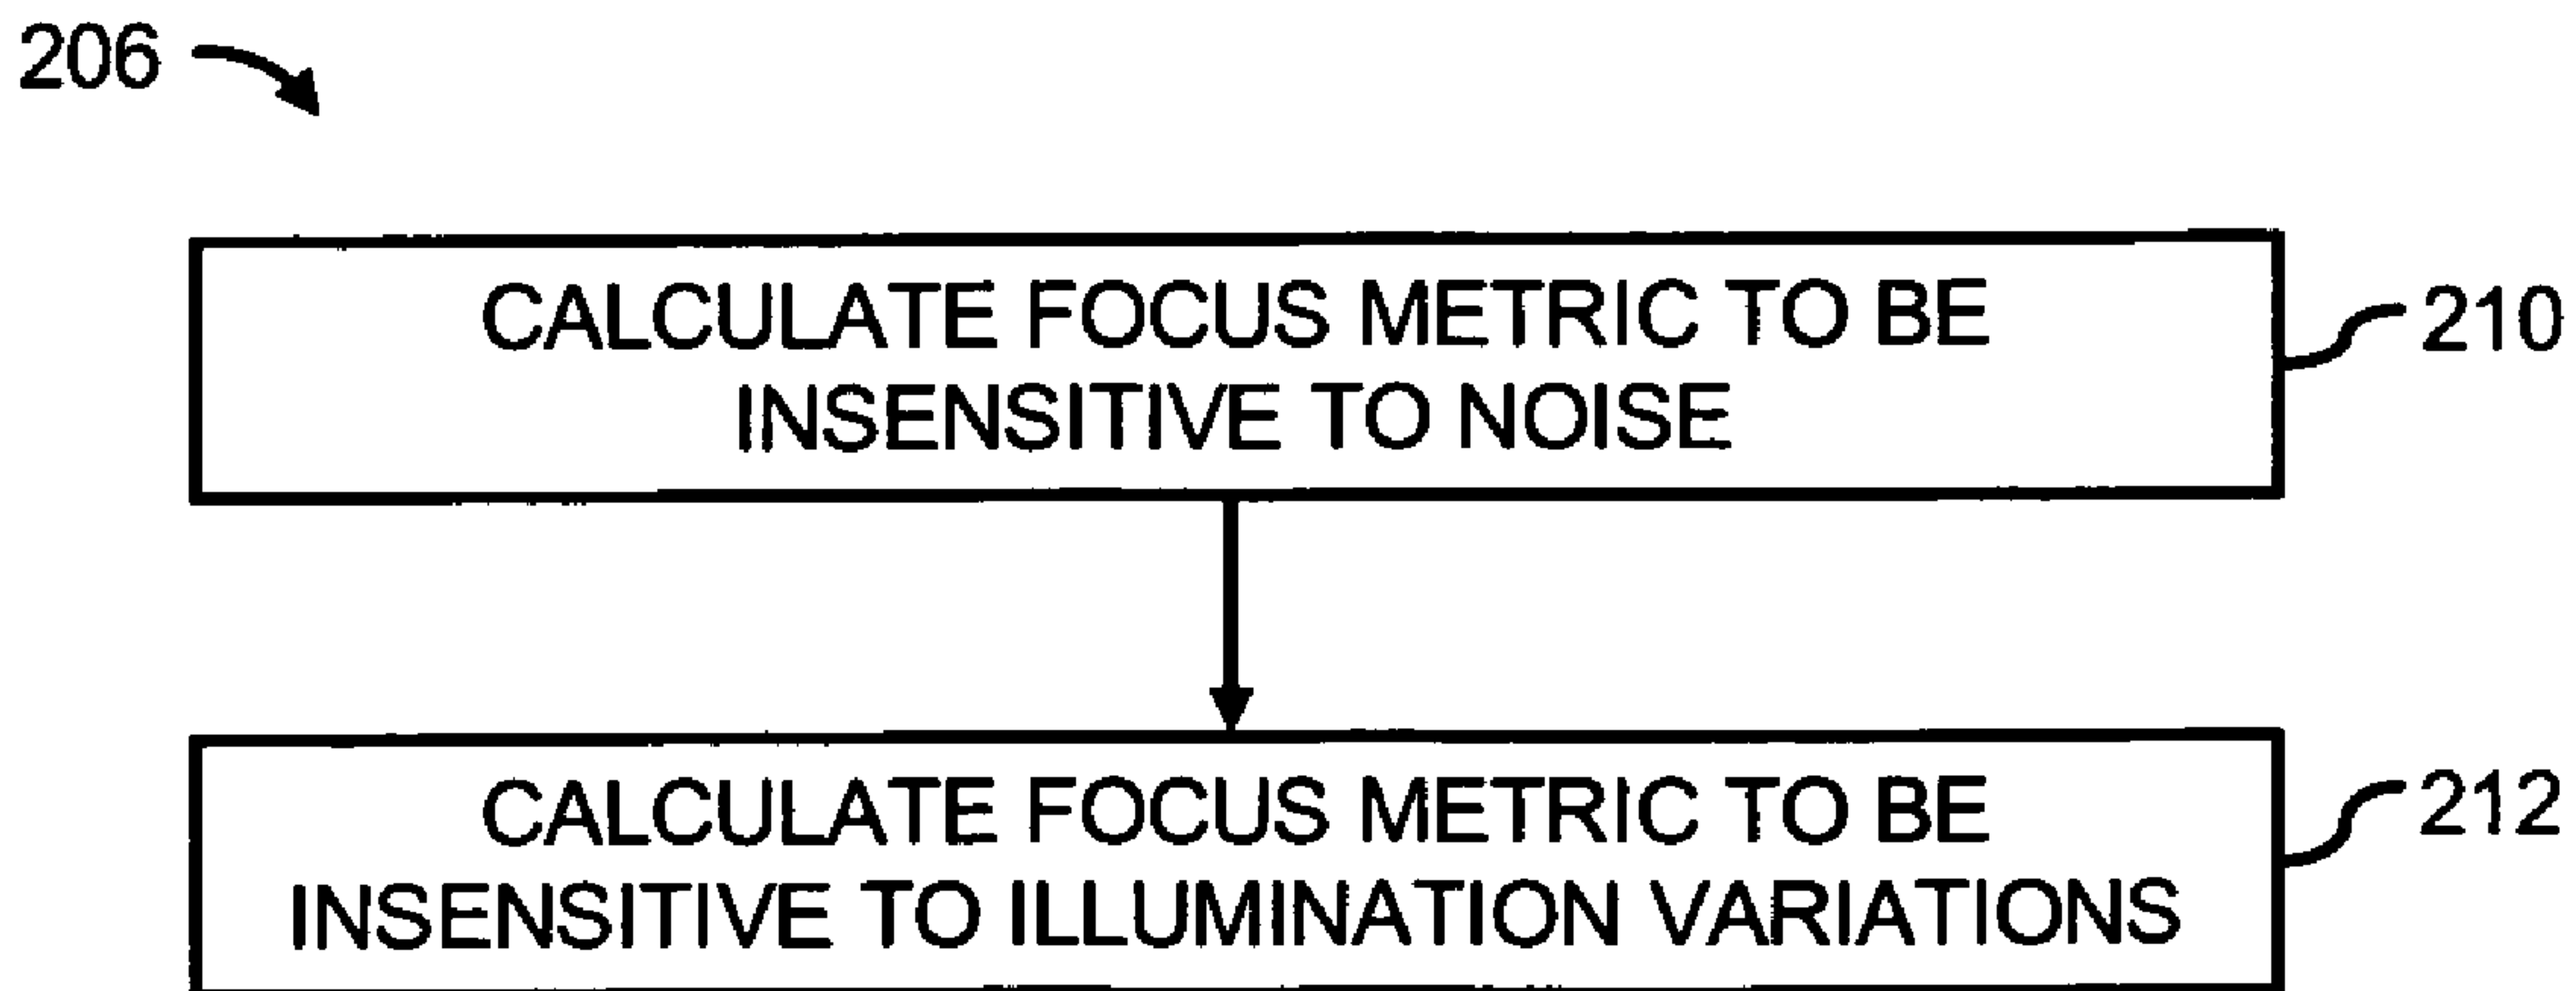 206
CALCULATE FOCUS METRIC TO BE
INSENSITIVE TO NOISE
210
CALCULATE FOCUS METRIC TO BE
INSENSITIVE TO ILLUMINATION VARIATIONS
212